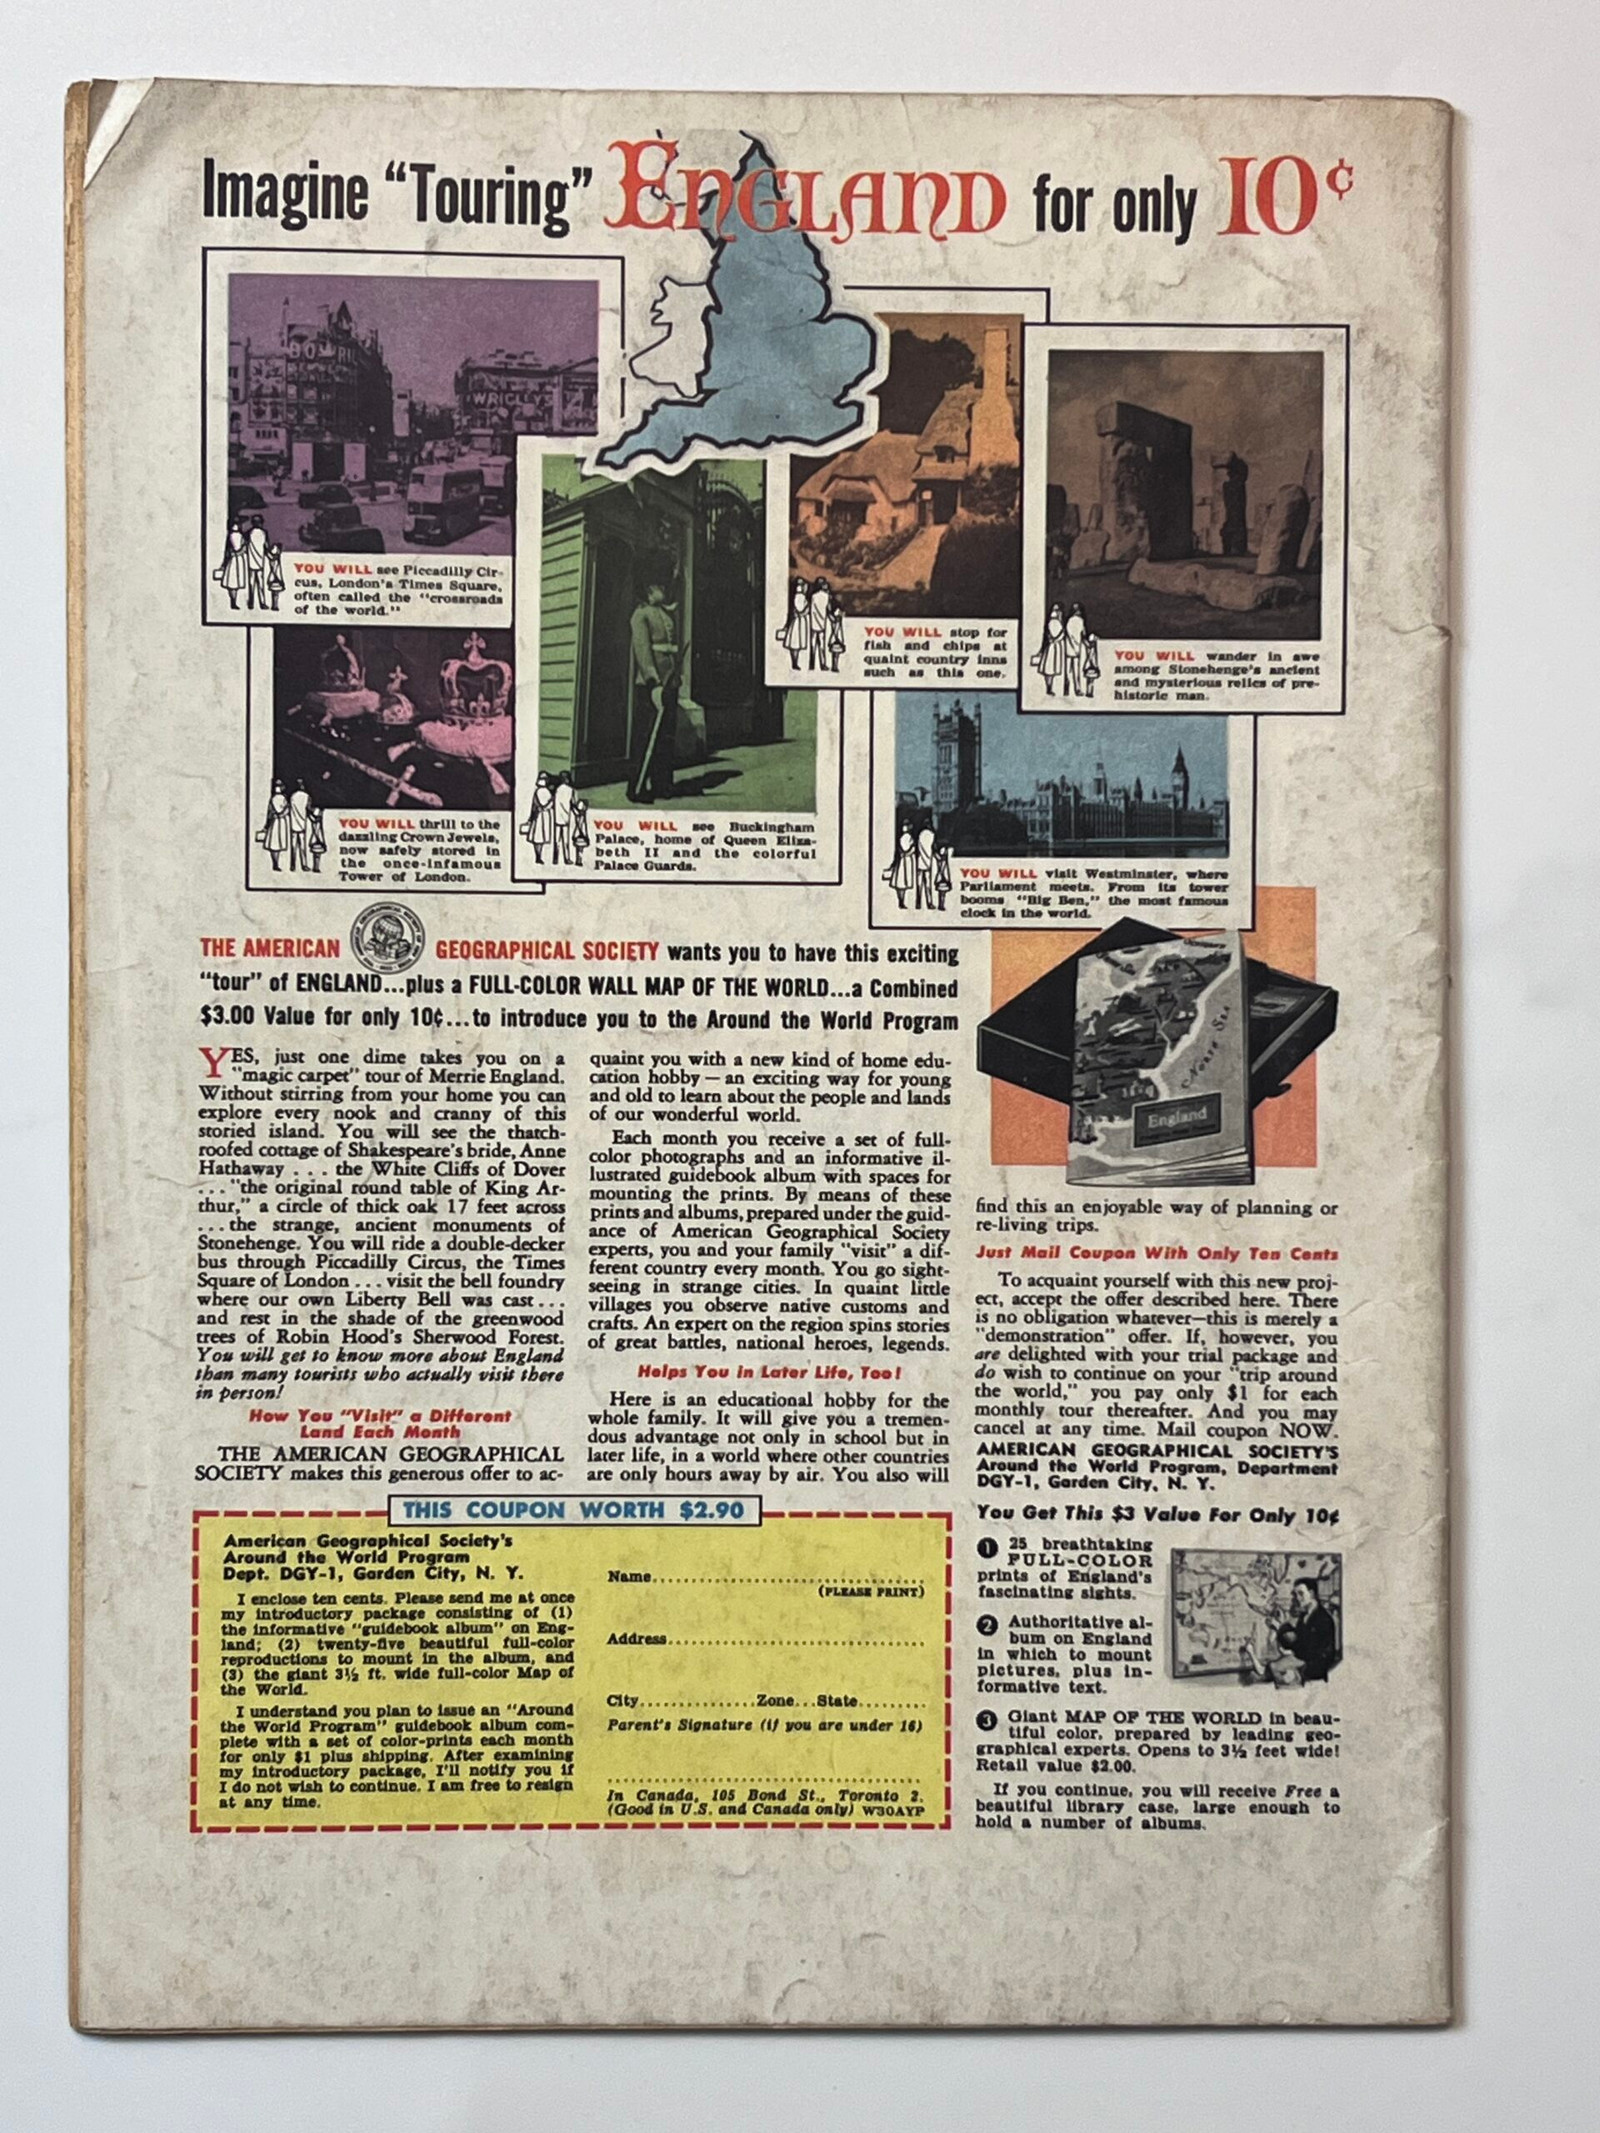 Imagine "Touring" ENGLAND for only 10¢
BOVRIL
WRIGLEY'S
YOU WILL see Piccadilly Cir-
cus, London's Times Square,
often called the "crossroads
of the world."
YOU WILL stop for
fish and chips at
quaint country inns
such as this one.
YOU WILL wander in awe
among Stonehenge's ancient
and mysterious relics of pre-
historic man.
YOU WILL thrill to the
dazzling Crown Jewels,
now safely stored in
the once-infamous
Tower of London.
YOU WILL see Buckingham
Palace, home of Queen Eliza-
beth II and the colorful
Palace Guards.
YOU WILL visit Westminster, where
Parliament meets. From its tower
booms "Big Ben," the most famous
clock in the world.
THE AMERICAN GEOGRAPHICAL SOCIETY wants you to have this exciting
"tour" of ENGLAND...plus a FULL-COLOR WALL MAP OF THE WORLD...a Combined
$3.00 Value for only 10¢...to introduce you to the Around the World Program
YES, just one dime takes you on a
"magic carpet" tour of Merrie England.
Without stirring from your home you can
explore every nook and cranny of this
storied island. You will see the thatch-
roofed cottage of Shakespeare's bride, Anne
Hathaway . . . the White Cliffs of Dover
. . . "the original round table of King Ar-
thur," a circle of thick oak 17 feet across
. . . the strange, ancient monuments of
Stonehenge. You will ride a double-decker
bus through Piccadilly Circus, the Times
Square of London . . . visit the bell foundry
where our own Liberty Bell was cast . . .
and rest in the shade of the greenwood
trees of Robin Hood's Sherwood Forest.
You will get to know more about England
than many tourists who actually visit there
in person!
How You "Visit" a Different
Land Each Month
THE AMERICAN GEOGRAPHICAL
SOCIETY makes this generous offer to ac-
quaint you with a new kind of home edu-
cation hobby — an exciting way for young
and old to learn about the people and lands
of our wonderful world.
Each month you receive a set of full-
color photographs and an informative il-
lustrated guidebook album with spaces for
mounting the prints. By means of these
prints and albums, prepared under the guid-
ance of American Geographical Society
experts, you and your family "visit" a dif-
ferent country every month. You go sight-
seeing in strange cities. In quaint little
villages you observe native customs and
crafts. An expert on the region spins stories
of great battles, national heroes, legends.
Helps You in Later Life, Too!
Here is an educational hobby for the
whole family. It will give you a tremen-
dous advantage not only in school but in
later life, in a world where other countries
are only hours away by air. You also will
North Sea
England
find this an enjoyable way of planning or
re-living trips.
Just Mail Coupon With Only Ten Cents
To acquaint yourself with this new proj-
ect, accept the offer described here. There
is no obligation whatever—this is merely a
"demonstration" offer. If, however, you
are delighted with your trial package and
do wish to continue on your "trip around
the world," you pay only $1 for each
monthly tour thereafter. And you may
cancel at any time. Mail coupon NOW.
AMERICAN GEOGRAPHICAL SOCIETY'S
Around the World Program, Department
DGY-1, Garden City, N. Y.
You Get This $3 Value For Only 10¢
1 25 breathtaking
FULL-COLOR
prints of England's
fascinating sights.
2 Authoritative al-
bum on England
in which to mount
pictures, plus in-
formative text.
3 Giant MAP OF THE WORLD in beau-
tiful color, prepared by leading geo-
graphical experts. Opens to 3½ feet wide!
Retail value $2.00.
If you continue, you will receive Free a
beautiful library case, large enough to
hold a number of albums.
THIS COUPON WORTH $2.90
American Geographical Society's
Around the World Program
Dept. DGY-1, Garden City, N. Y.
I enclose ten cents. Please send me at once
my introductory package consisting of (1)
the informative "guidebook album" on Eng-
land; (2) twenty-five beautiful full-color
reproductions to mount in the album, and
(3) the giant 3½ ft. wide full-color Map of
the World.
I understand you plan to issue an "Around
the World Program" guidebook album com-
plete with a set of color-prints each month
for only $1 plus shipping. After examining
my introductory package, I'll notify you if
I do not wish to continue. I am free to resign
at any time.
Name........................................
(PLEASE PRINT)
Address........................................
City................Zone...State..........
Parent's Signature (if you are under 16)
........................................
In Canada, 105 Bond St., Toronto 2.
(Good in U.S. and Canada only) W30AYP